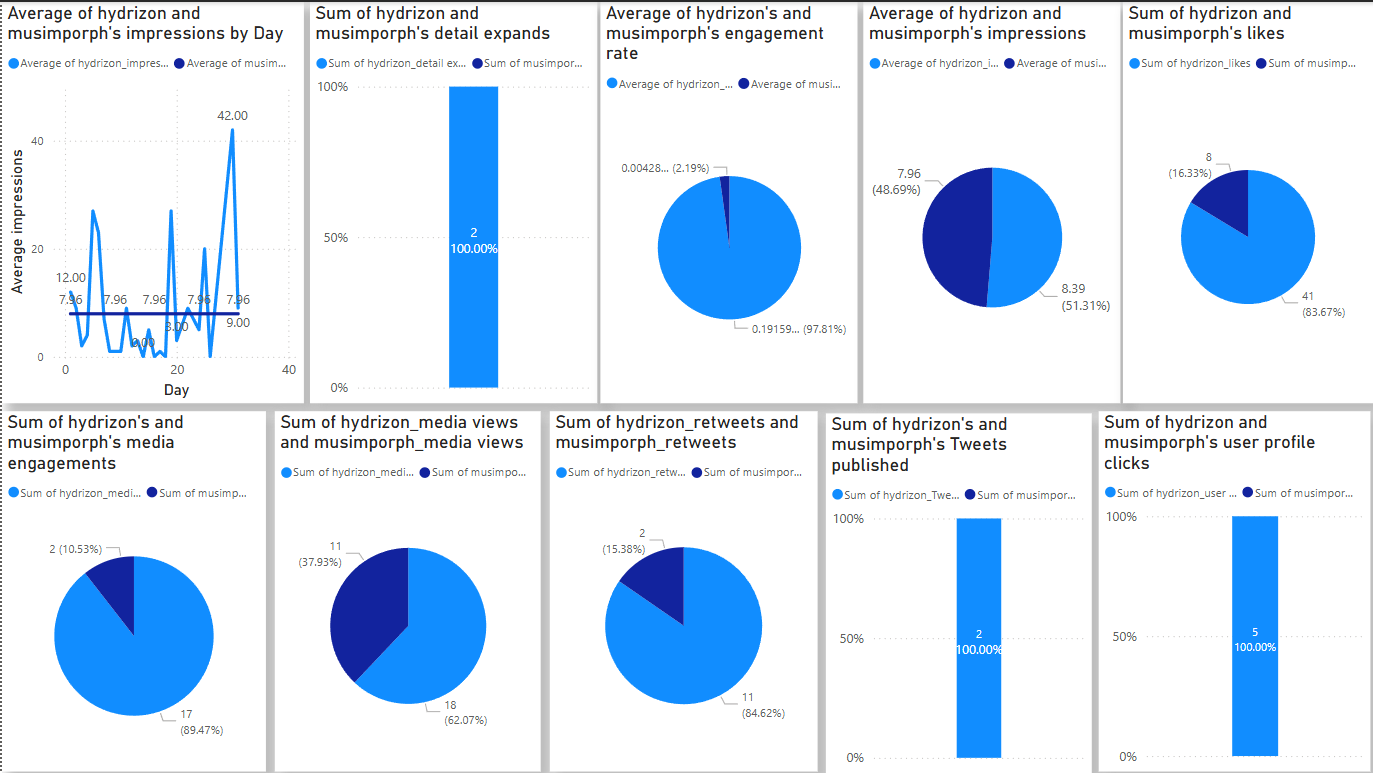 Average of hydrizon and
musimporph's impressions by Day
Average of hydrizon_impres... Average of musim...
42.00
40
12.00
20
7.96 7.96 7.96 7.96 7.96
3.00
9.00
0.00
0
0 20 40
Average impressions
Day
Sum of hydrizon and
musimporph's detail expands
Sum of hydrizon_detail ex... Sum of musimpor...
100%
50%
2
100.00%
0%
Average of hydrizon's and
musimorph's engagement
rate
Average of hydrizon_... Average of musi...
0.00428... (2.19%)
0.19159... (97.81%)
Average of hydrizon and
musimporph's impressions
Average of hydrizon_i... Average of musi...
7.96
(48.69%)
8.39
(51.31%)
Sum of hydrizon and
musimorph's likes
Sum of hydrizon_likes Sum of musimp...
8
(16.33%)
41
(83.67%)
Sum of hydrizon's and
musimporph's media
engagements
Sum of hydrizon_medi... Sum of musimp...
2 (10.53%)
17
(89.47%)
Sum of hydrizon_media views
and musimporph_media views
Sum of hydrizon_medi... Sum of musimpo...
11
(37.93%)
18
(62.07%)
Sum of hydrizon_retweets and
musimporph_retweets
Sum of hydrizon_retw... Sum of musimpor...
2
(15.38%)
11
(84.62%)
Sum of hydrizon's and
musimorph's Tweets
published
Sum of hydrizon_Twe... Sum of musimpor...
100%
50%
2
100.00%
0%
Sum of hydrizon and
musimporph's user profile
clicks
Sum of hydrizon_user ... Sum of musimpor...
100%
50%
5
100.00%
0%